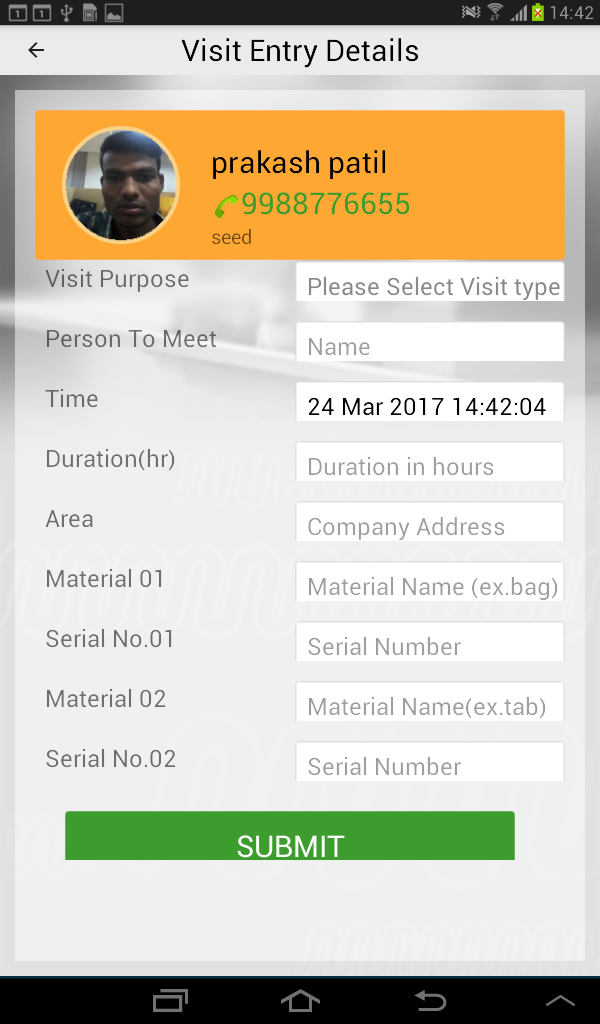 1 1 14:42
Visit Entry Details
prakash patil
9988776655
seed
Visit Purpose Please Select Visit type
Person To Meet Name
Time 24 Mar 2017 14:42:04
Duration(hr) Duration in hours
Area Company Address
Material 01 Material Name (ex.bag)
Serial No.01 Serial Number
Material 02 Material Name(ex.tab)
Serial No.02 Serial Number
SUBMIT